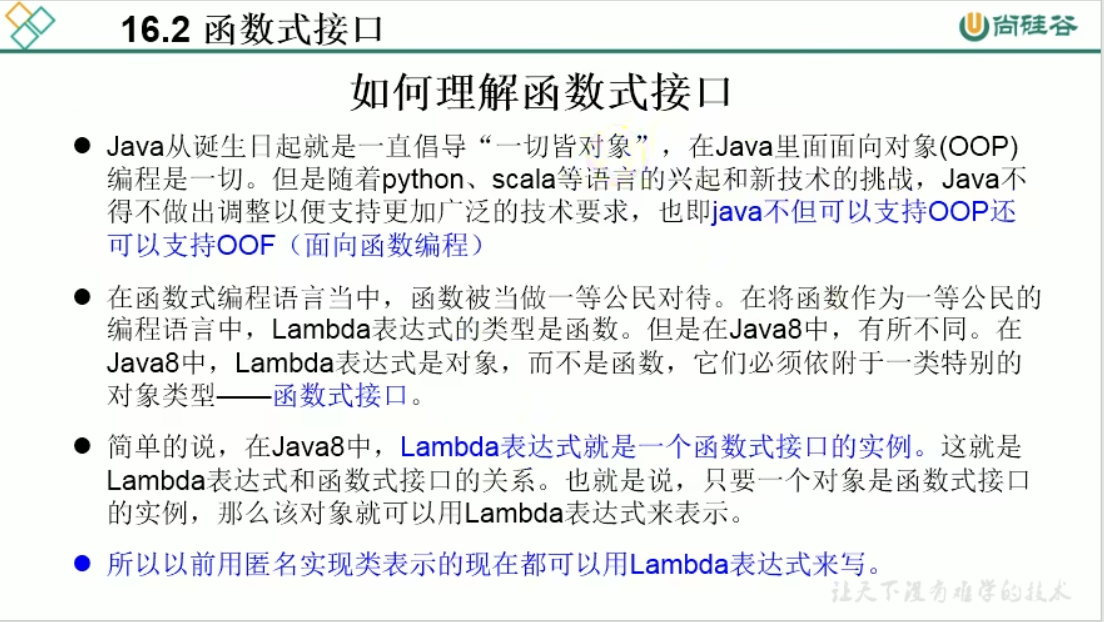 16.2 函数式接口
尚硅谷
如何理解函数式接口
● Java从诞生日起就是一直倡导“一切皆对象”，在Java里面面向对象(OOP)
编程是一切。但是随着python、scala等语言的兴起和新技术的挑战，Java不
得不做出调整以便支持更加广泛的技术要求，也即java不但可以支持OOP还
可以支持OOF（面向函数编程）
● 在函数式编程语言当中，函数被当做一等公民对待。在将函数作为一等公民的
编程语言中，Lambda表达式的类型是函数。但是在Java8中，有所不同。在
Java8中，Lambda表达式是对象，而不是函数，它们必须依附于一类特别的
对象类型——函数式接口。
● 简单的说，在Java8中，Lambda表达式就是一个函数式接口的实例。这就是
Lambda表达式和函数式接口的关系。也就是说，只要一个对象是函数式接口
的实例，那么该对象就可以用Lambda表达式来表示。
● 所以以前用匿名实现类表示的现在都可以用Lambda表达式来写。
让天下没有难学的技术